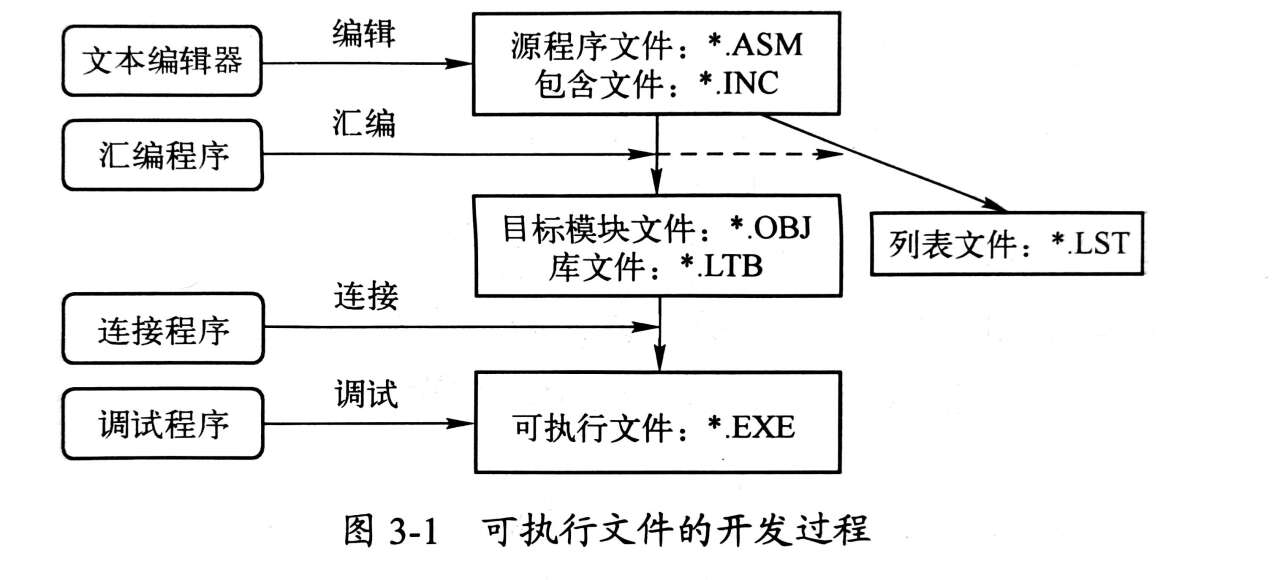 文本编辑器
编辑
源程序文件：*.ASM
包含文件：*.INC
汇编程序
汇编
目标模块文件：*.OBJ
库文件：*.LTB
列表文件：*.LST
连接程序
连接
调试程序
调试
可执行文件：*.EXE
图 3-1 可执行文件的开发过程